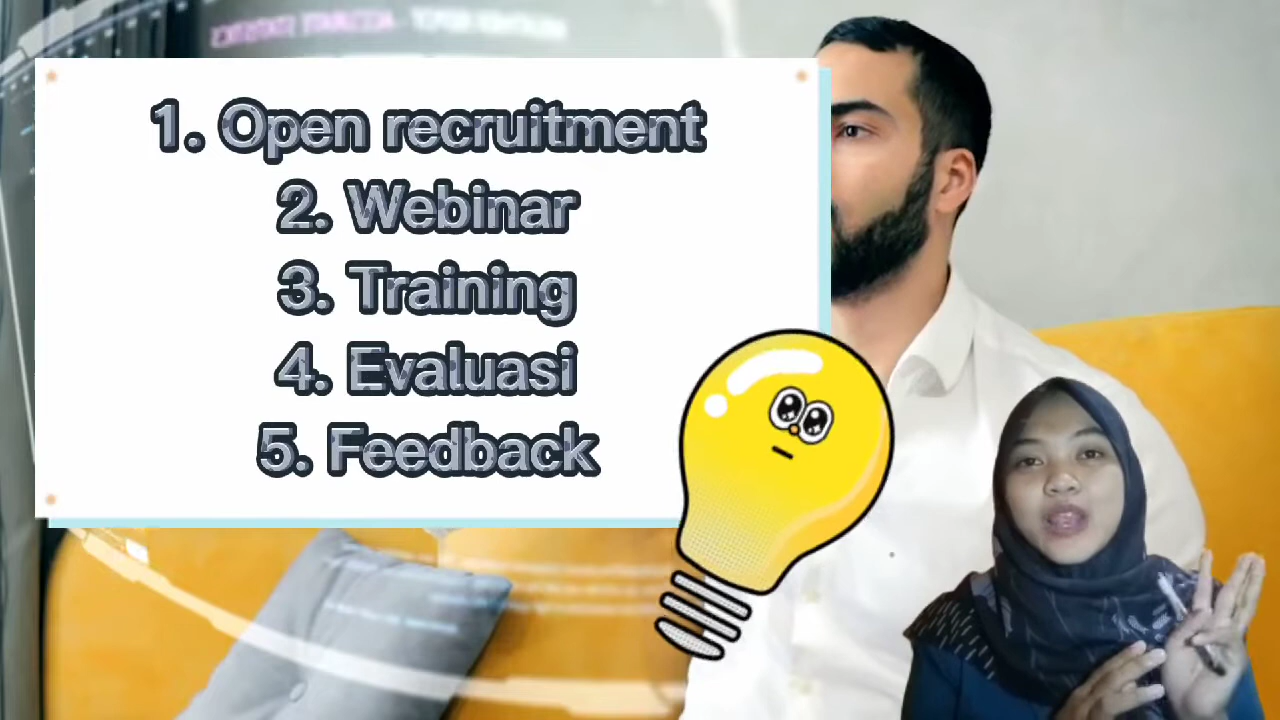 1. Open recruitment
2. Webinar
3. Training
4. Evaluasi
5. Feedback